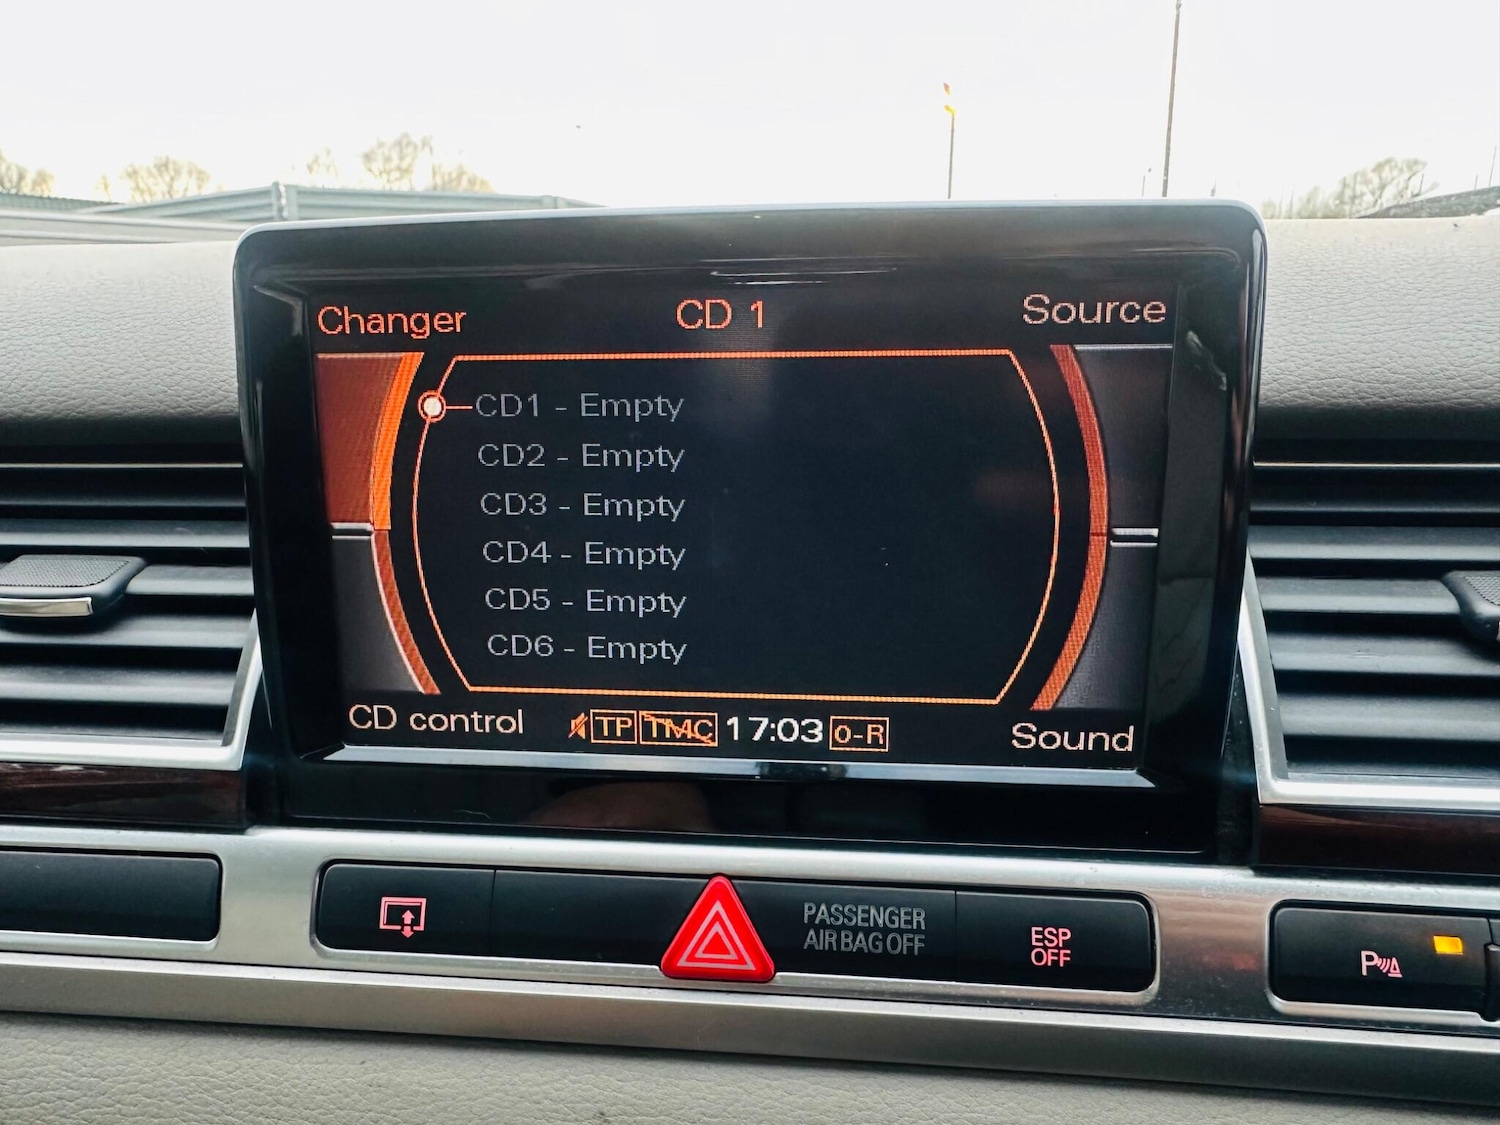 Changer CD 1 Source
CD1 - Empty
CD2 - Empty
CD3 - Empty
CD4 - Empty
CD5 - Empty
CD6 - Empty
CD control TP TMC 17:03 o-R Sound
PASSENGER
AIR BAG OFF
ESP
OFF
P